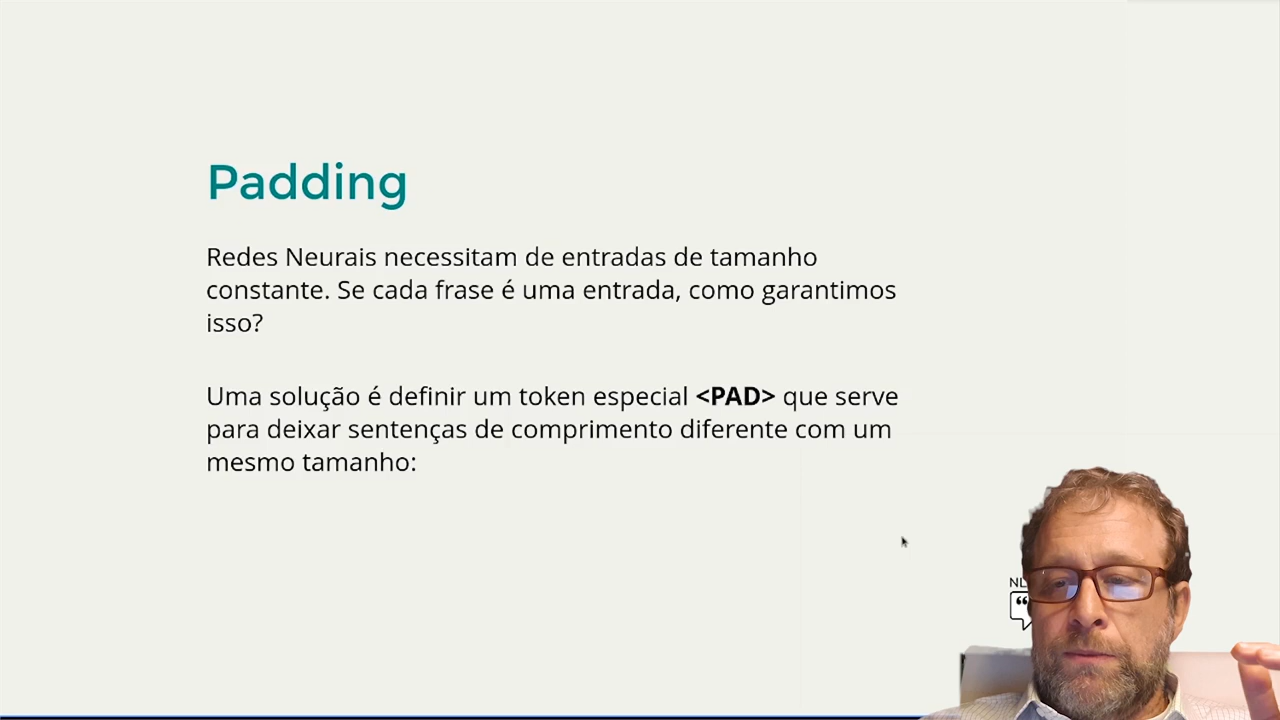 Padding
Redes Neurais necessitam de entradas de tamanho
constante. Se cada frase é uma entrada, como garantimos
isso?
Uma solução é definir um token especial <PAD> que serve
para deixar sentenças de comprimento diferente com um
mesmo tamanho: